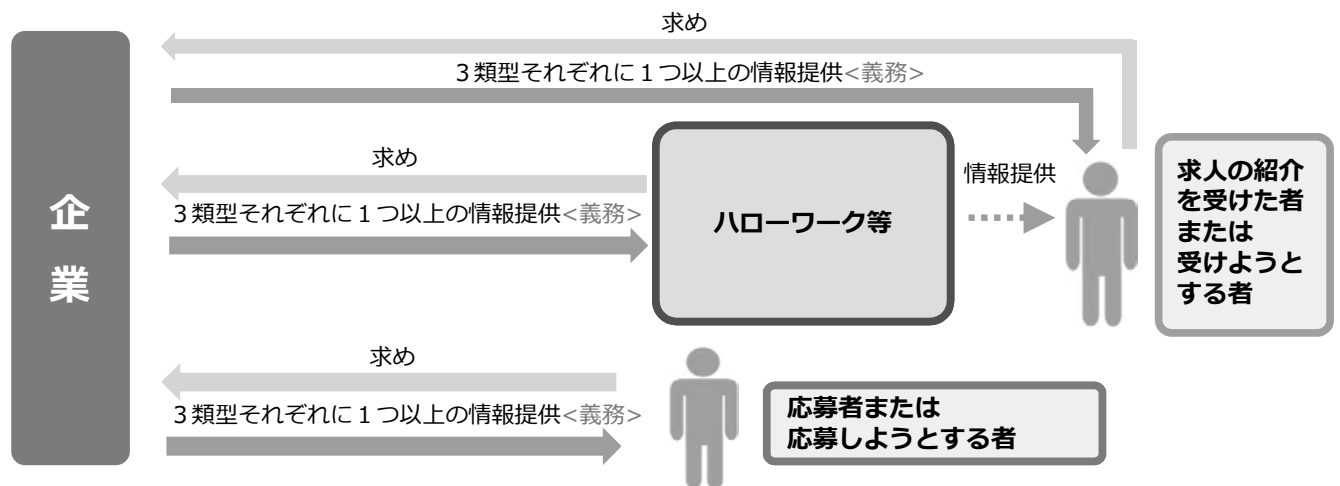 求め
3類型それぞれに1つ以上の情報提供<義務>
企
業
求め
3類型それぞれに1つ以上の情報提供<義務>
ハローワーク等
情報提供
求人の紹介
を受けた者
または
受けようと
する者
求め
3類型それぞれに1つ以上の情報提供<義務>
応募者または
応募しようとする者